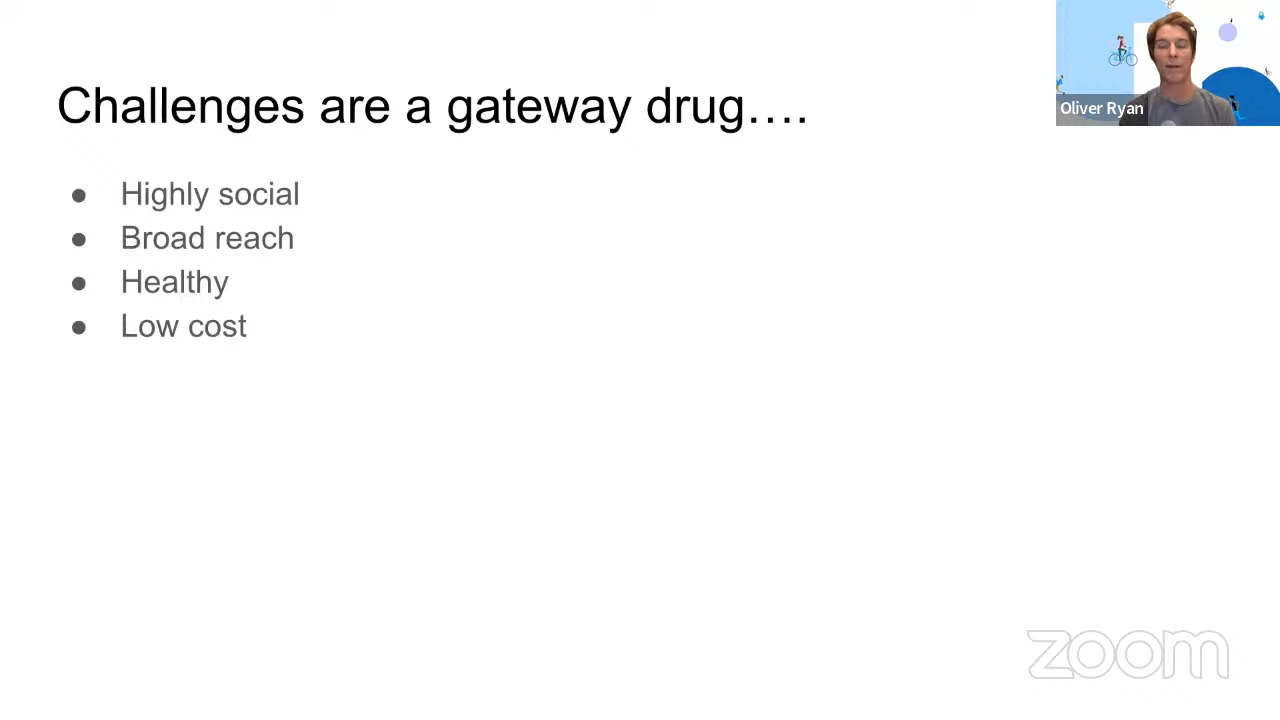 Challenges are a gateway drug….
● Highly social
● Broad reach
● Healthy
● Low cost
Oliver Ryan
zoom